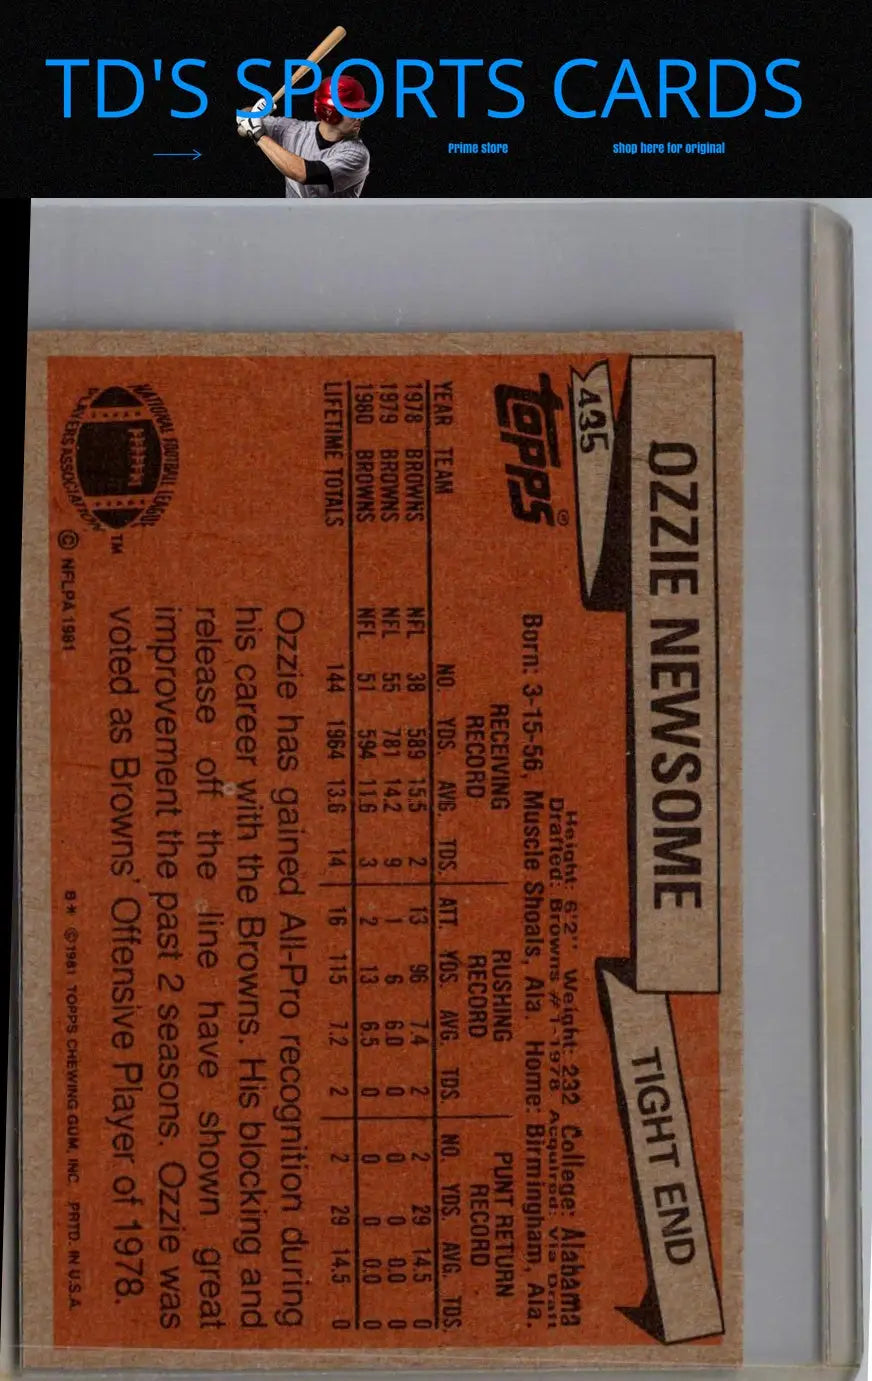 TD'S SPORTS CARDS
Prime store
shop here for original
OZZIE NEWSOME
TIGHT END
435
topps®
Height: 6'2" Weight: 232 College: Alabama
Drafted: Browns #1-1978 Acquired: Via Draft
Born: 3-15-56, Muscle Shoals, Ala. Home: Birmingham, Ala.
RECEIVING RECORD RUSHING RECORD PUNT RETURN RECORD
YEAR TEAM NO. YDS. AVG. TDS. ATT. YDS. AVG. TDS. NO. YDS. AVG. TDS.
1978 BROWNS NFL 38 589 15.5 2 13 96 7.4 2 2 29 14.5 0
1979 BROWNS NFL 55 781 14.2 9 1 6 6.0 0 0 0 0.0 0
1980 BROWNS NFL 51 594 11.6 3 2 13 6.5 0 0 0 0.0 0
LIFETIME TOTALS 144 1964 13.6 14 16 115 7.2 2 2 29 14.5 0
Ozzie has gained All-Pro recognition during
his career with the Browns. His blocking and
release off the line have shown great
improvement the past 2 seasons. Ozzie was
voted as Browns' Offensive Player of 1978.
NATIONAL FOOTBALL LEAGUE
PLAYERS ASSOCIATION
TM
© NFLPA 1981
B* ©1981 TOPPS CHEWING GUM, INC. PRTD. IN U.S.A.